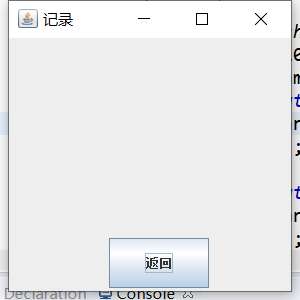 记录
返回
Declaration
Console